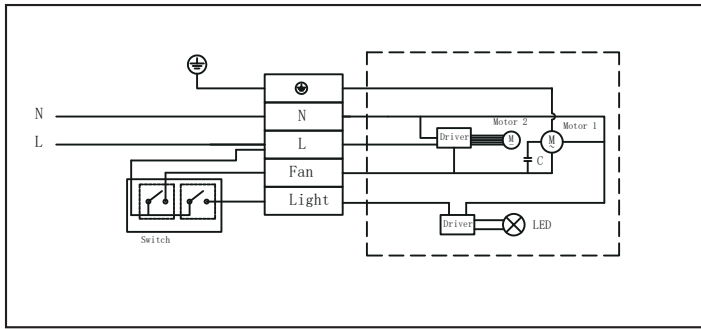 N
L
N
L
Fan
Light
Switch
Motor 2
Driver
M
Motor 1
M
~
C
Driver
LED